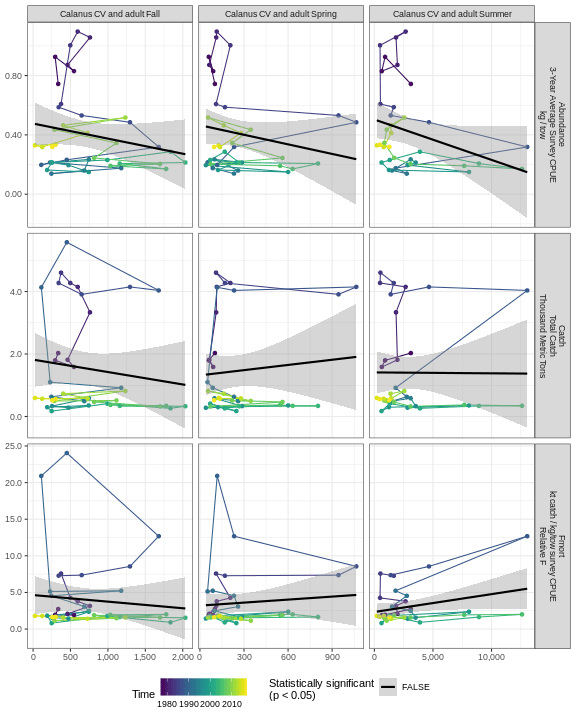 Calanus CV and adult Fall
Calanus CV and adult Spring
Calanus CV and adult Summer
0.80
0.40
0.00
Abundance
3-Year Average Survey CPUE
kg / tow
4.0
2.0
0.0
Catch
Total Catch
Thousand Metric Tons
25.0
20.0
15.0
10.0
5.0
0.0
Fmort
kt catch / kg/tow survey CPUE
Relative F
0 500 1,000 1,500 2,000
0 300 600 900
0 5,000 10,000
Time
1980 1990 2000 2010
Statistically significant
(p < 0.05)
FALSE